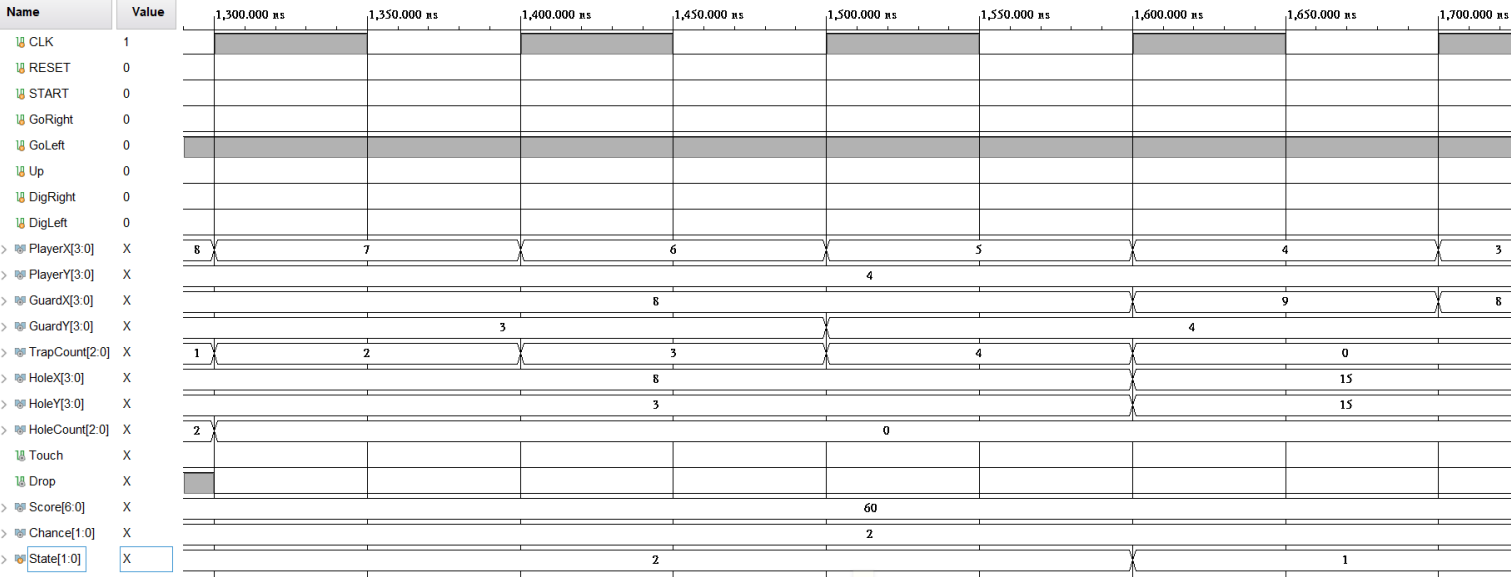 Name Value 1,300.000 ns 1,350.000 ns 1,400.000 ns 1,450.000 ns 1,500.000 ns 1,550.000 ns 1,600.000 ns 1,650.000 ns 1,700.000 ns
CLK 1
RESET 0
START 0
GoRight 0
GoLeft 0
Up 0
DigRight 0
DigLeft 0
PlayerX[3:0] X 8 7 6 5 4 3
PlayerY[3:0] X 4
GuardX[3:0] X 8 9 8
GuardY[3:0] X 3 4
TrapCount[2:0] X 1 2 3 4 0
HoleX[3:0] X 8 15
HoleY[3:0] X 3 15
HoleCount[2:0] X 2 0
Touch X
Drop X
Score[6:0] X 60
Chance[1:0] X 2
State[1:0] X 2 1